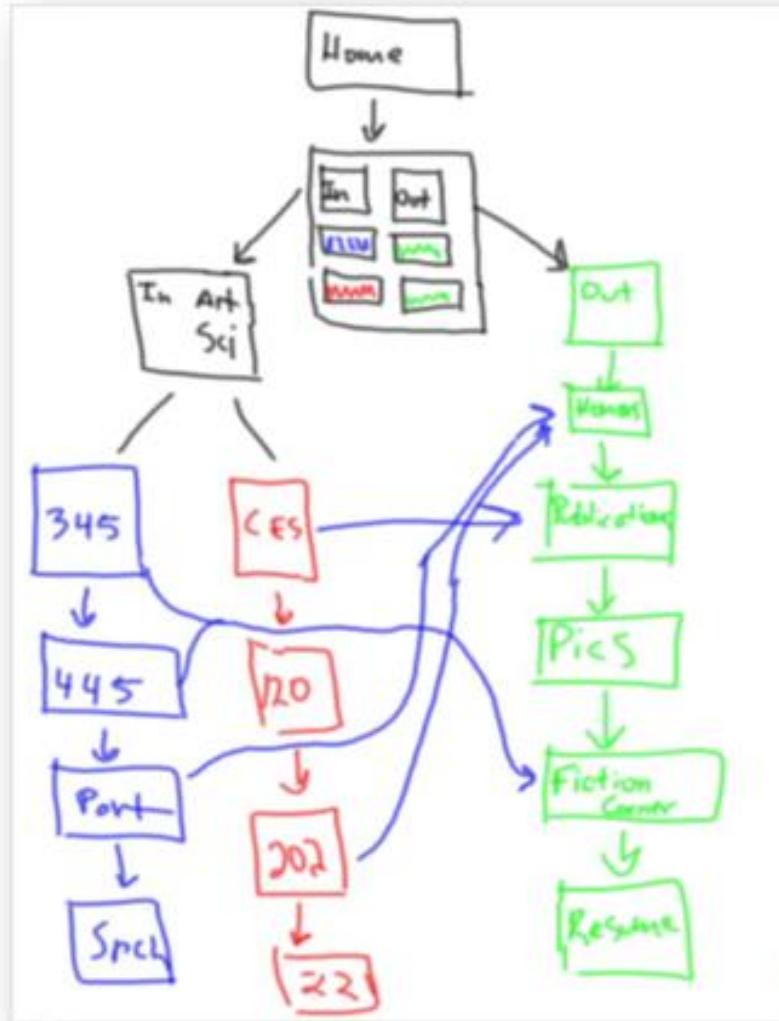 Home
In
Out
In Art
Sci
Out
Honors
345
CES
Publications
445
120
Pics
Port
202
Fiction
Corner
Spch
22
Resume